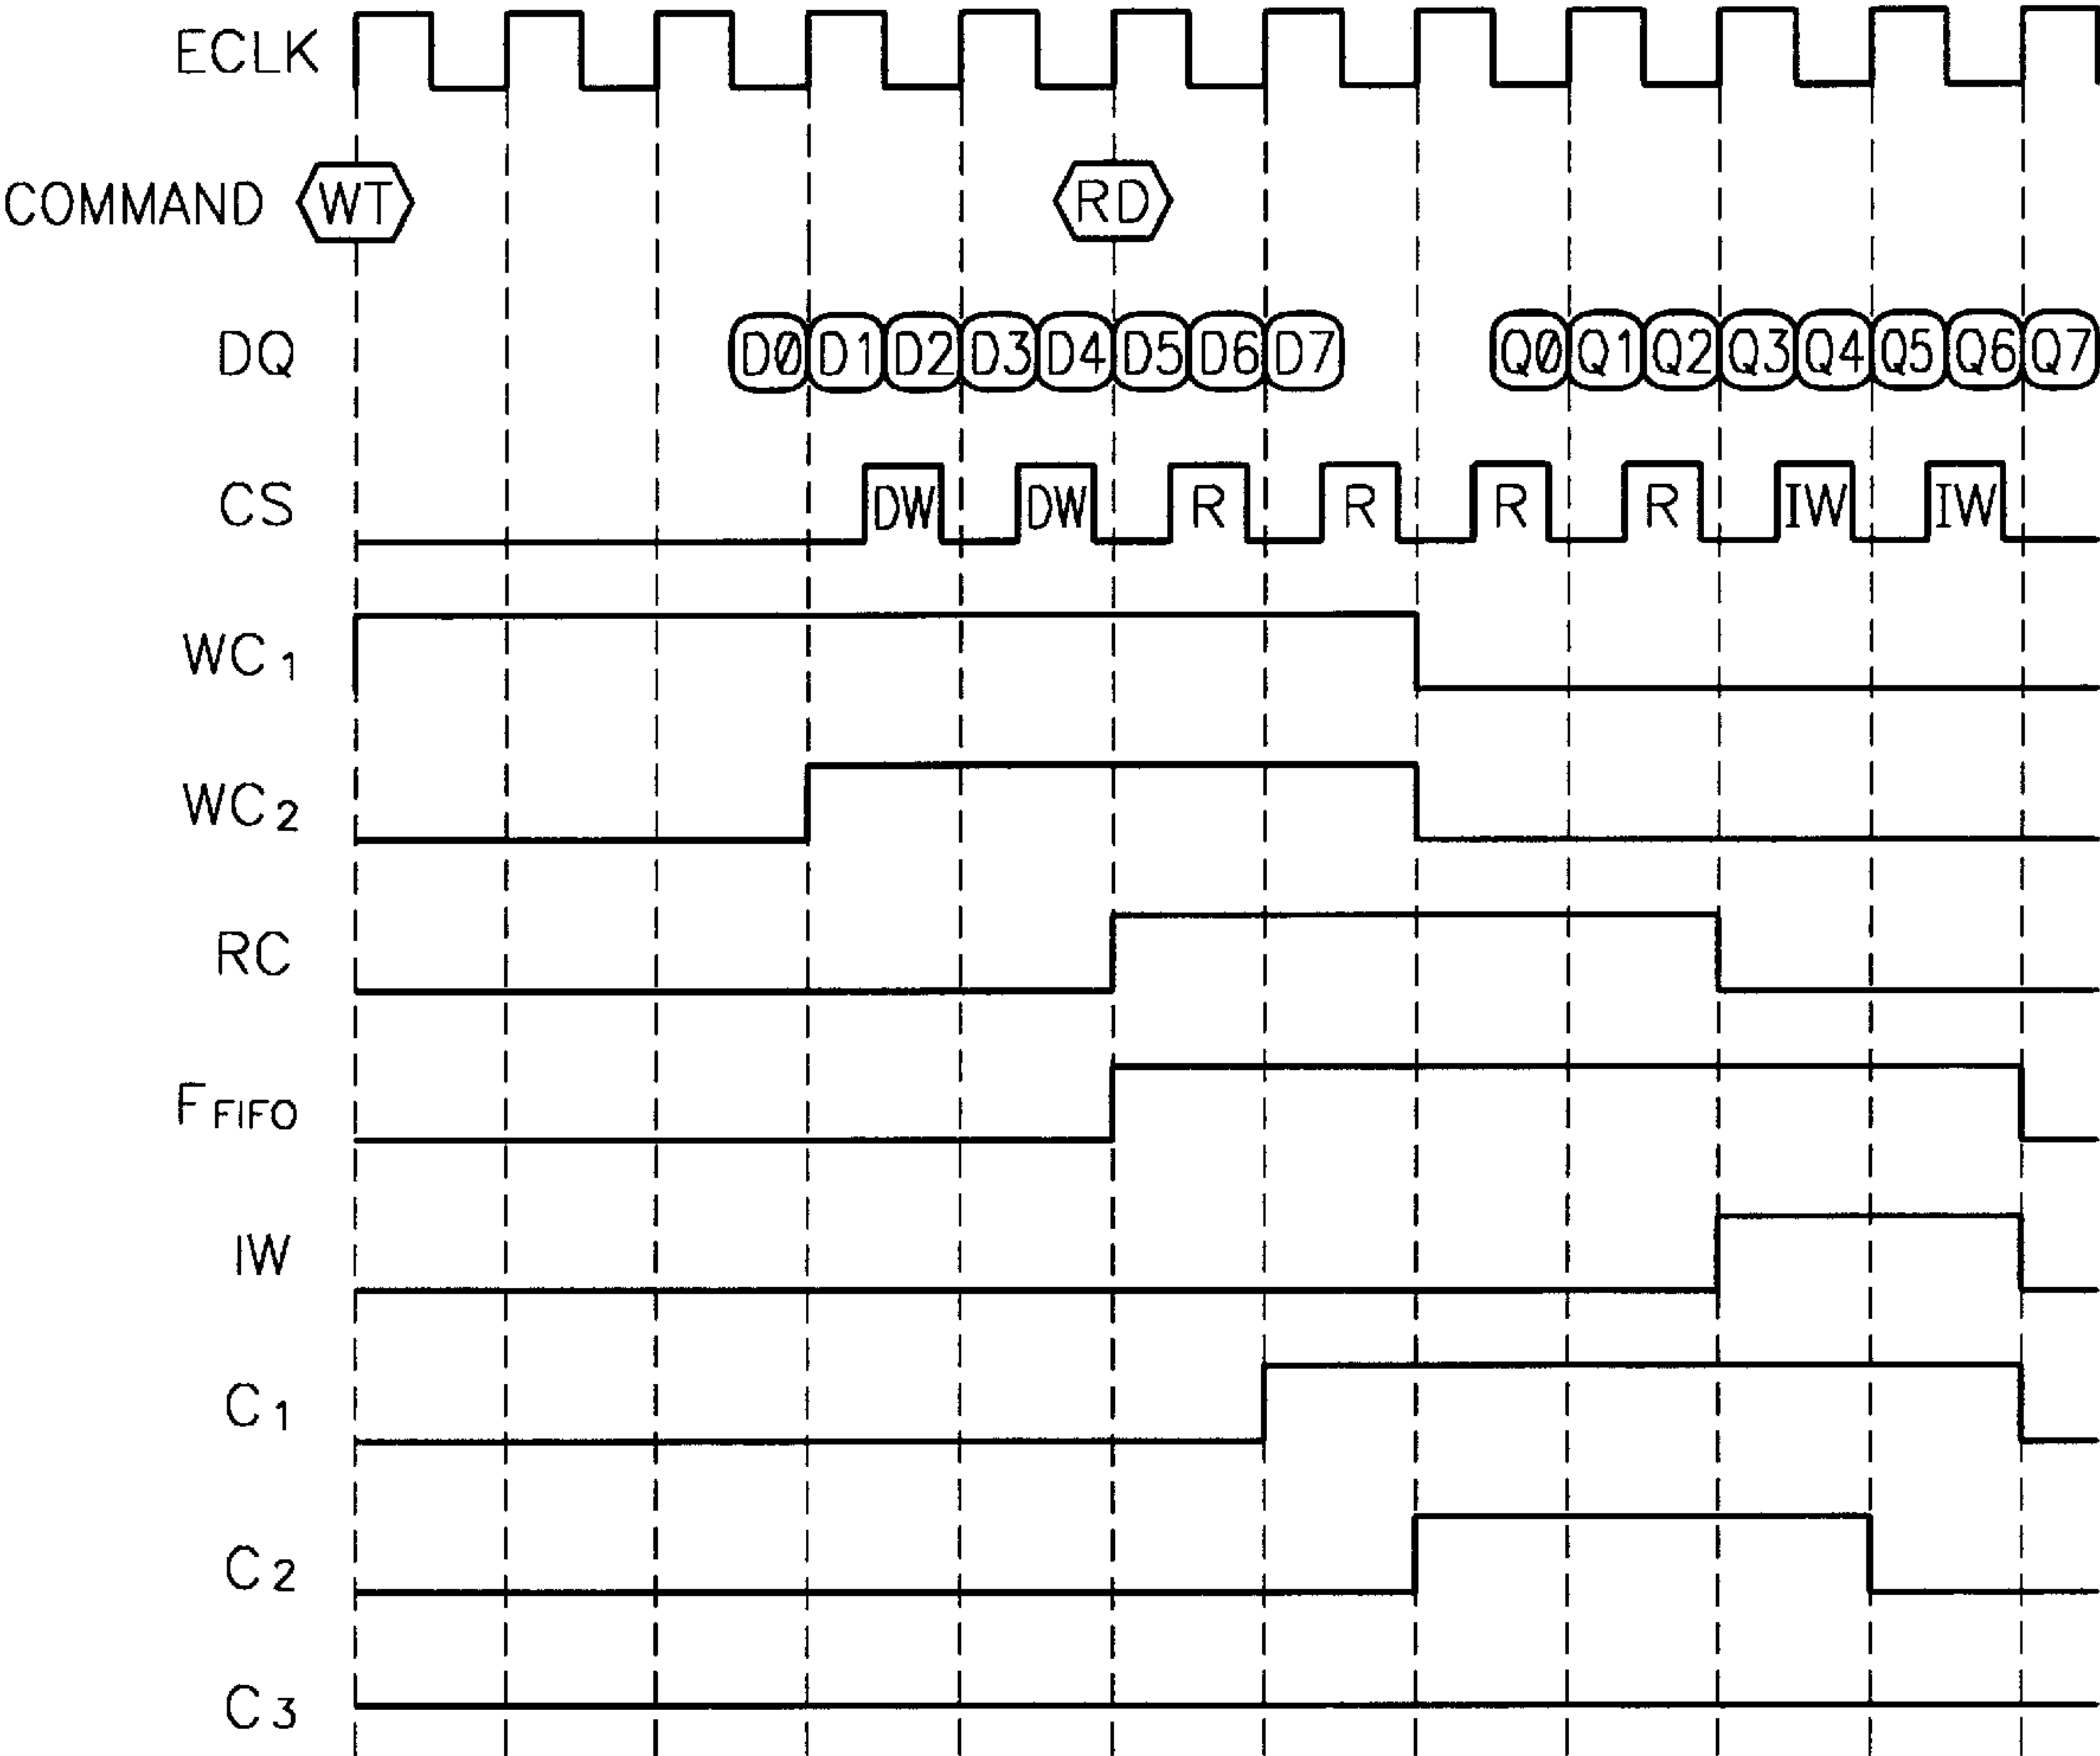 ECLK
COMMAND WT RD
DQ D0 D1 D2 D3 D4 D5 D6 D7 Q0 Q1 Q2 Q3 Q4 Q5 Q6 Q7
CS DW DW R R R R IW IW
WC1
WC2
RC
FFIFO
IW
C1
C2
C3